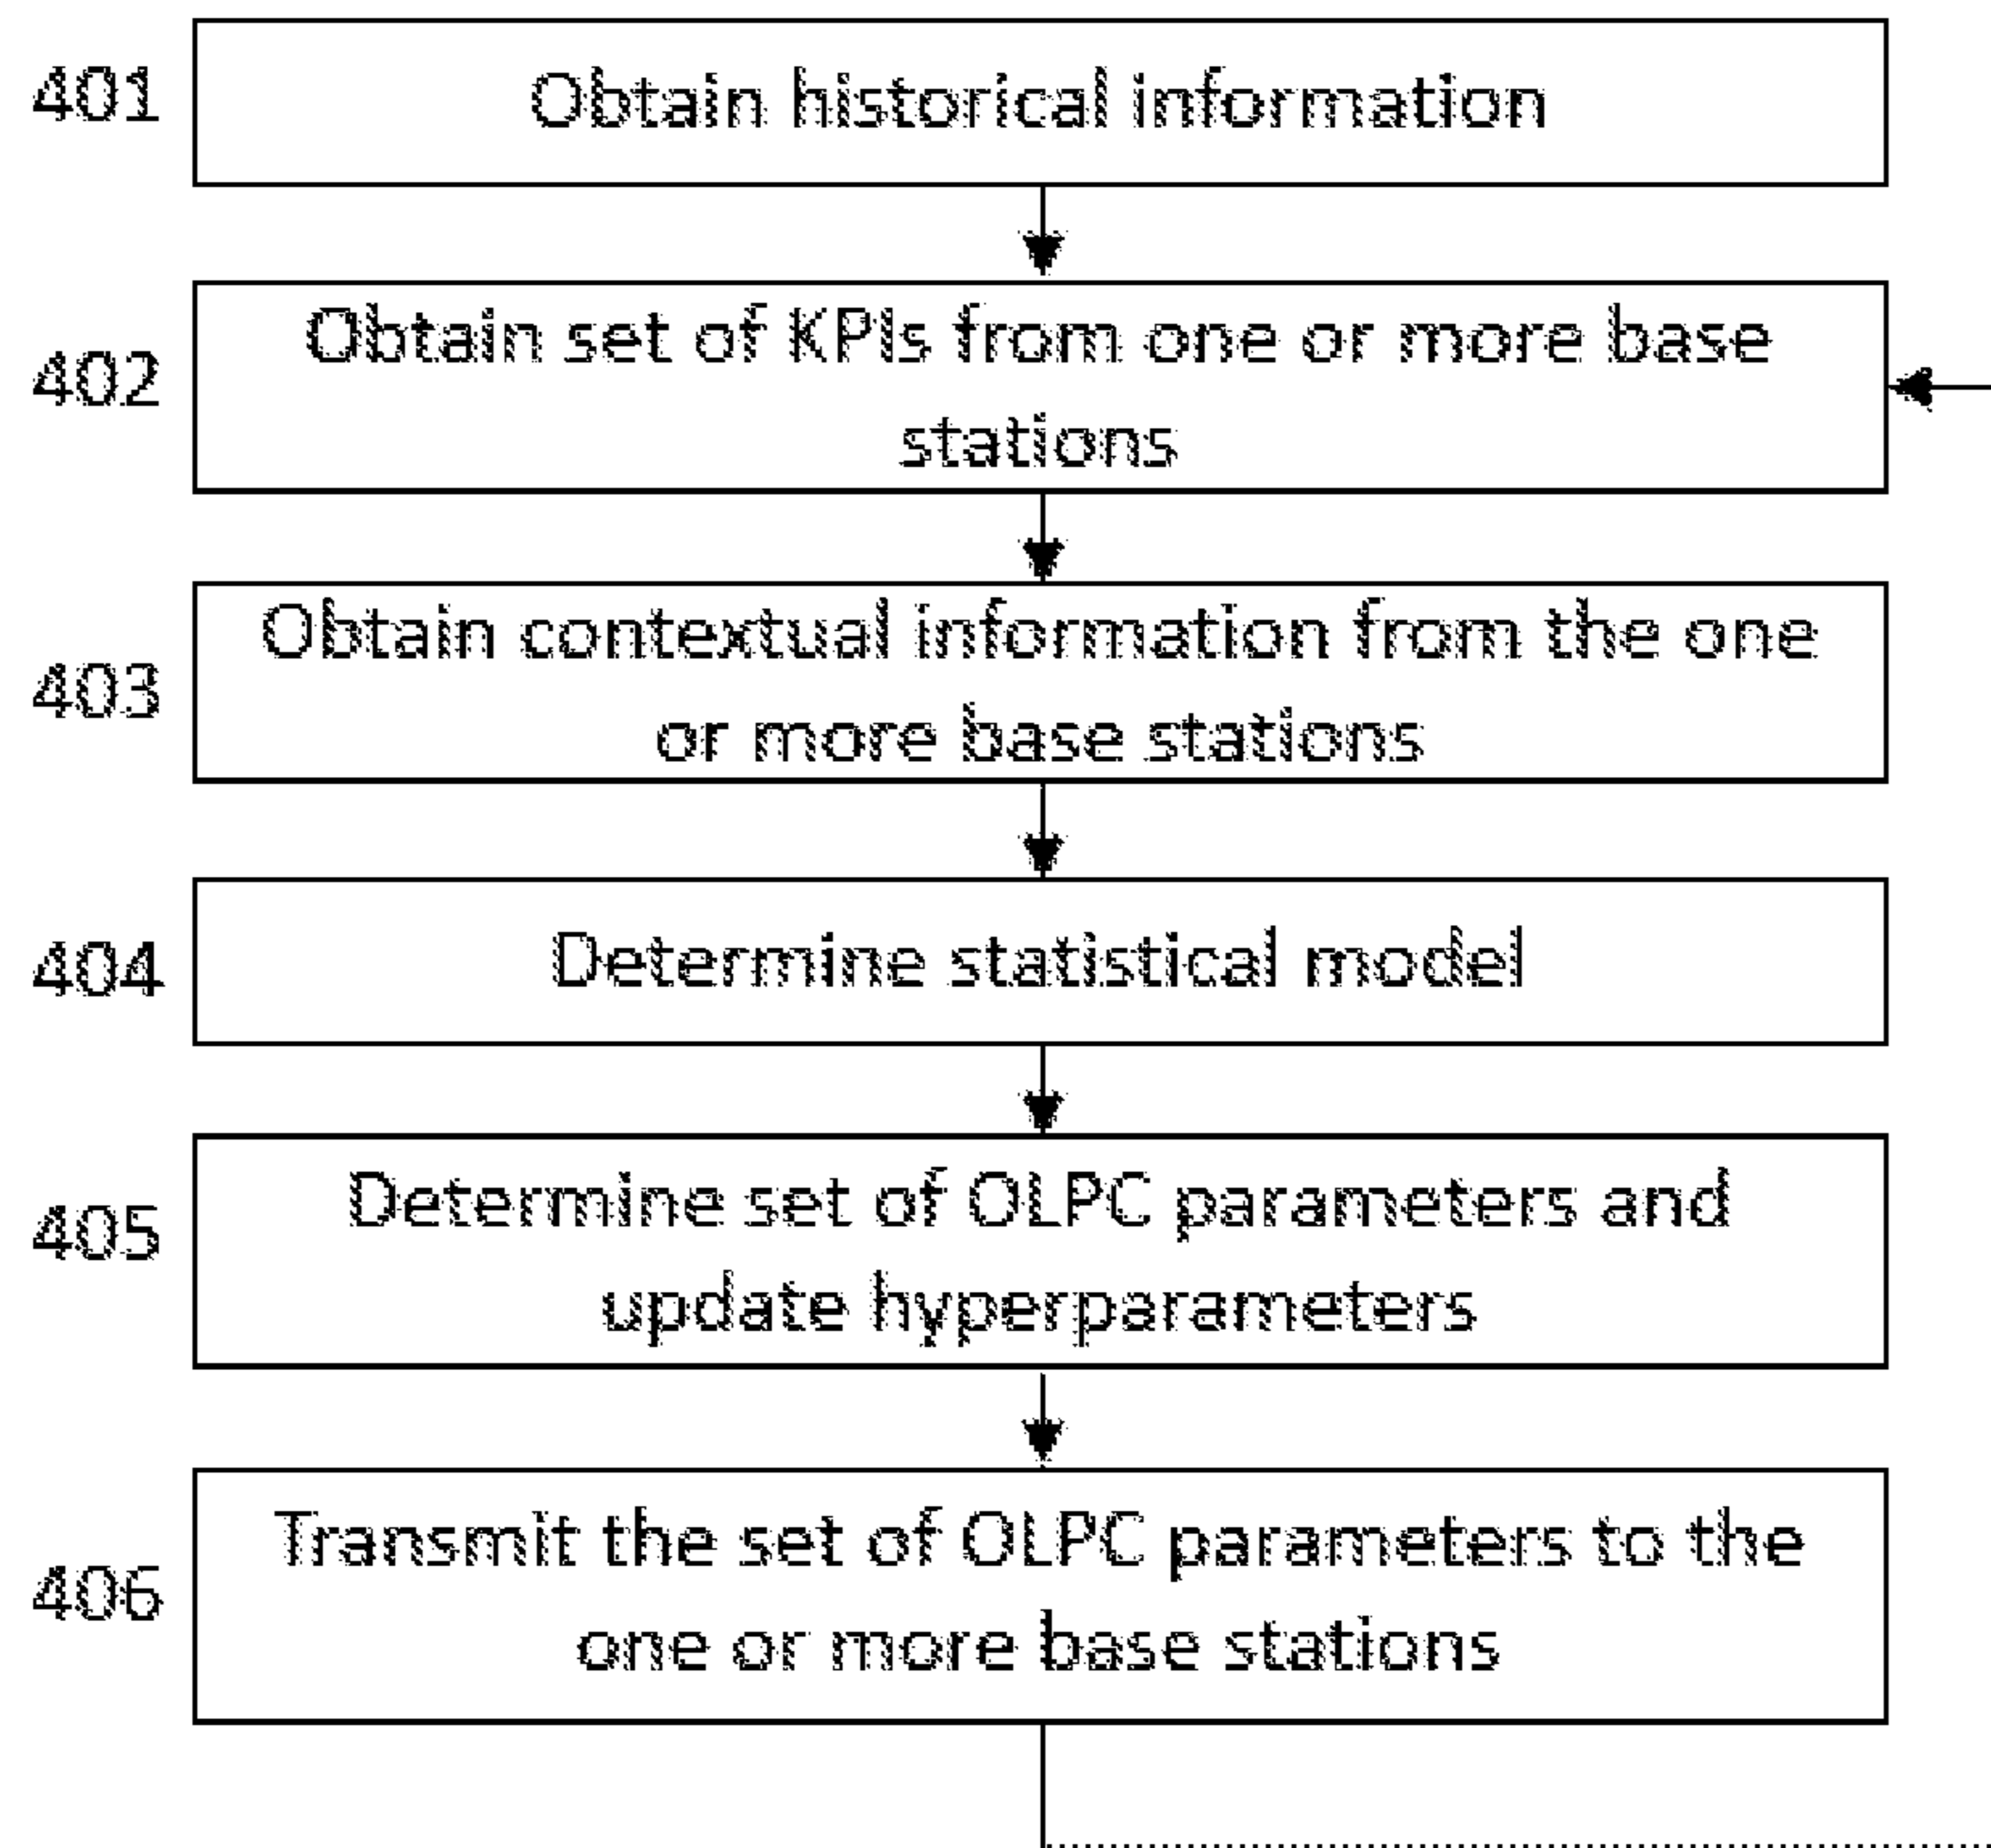 401
Obtain historical information
402
Obtain set of KPIs from one or more base
stations
403
Obtain contextual information from the one
or more base stations
404
Determine statistical model
405
Determine set of OLPC parameters and
update hyperparameters
406
Transmit the set of OLPC parameters to the
one or more base stations